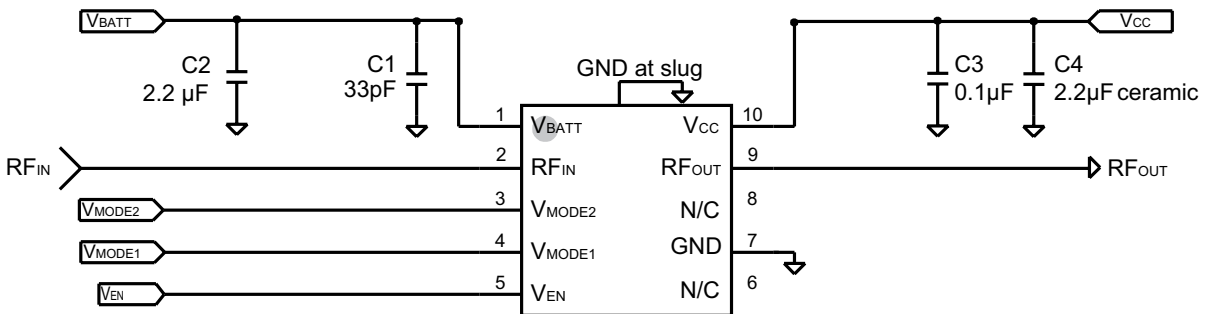 VBATT
VCC
C2
2.2 µF
C1
33pF
GND at slug
C3
0.1µF
C4
2.2µF ceramic
1
VBATT
VCC
10
RFIN
2
RFIN
RFOUT
9
RFOUT
VMODE2
3
VMODE2
N/C
8
VMODE1
4
VMODE1
GND
7
VEN
5
VEN
N/C
6